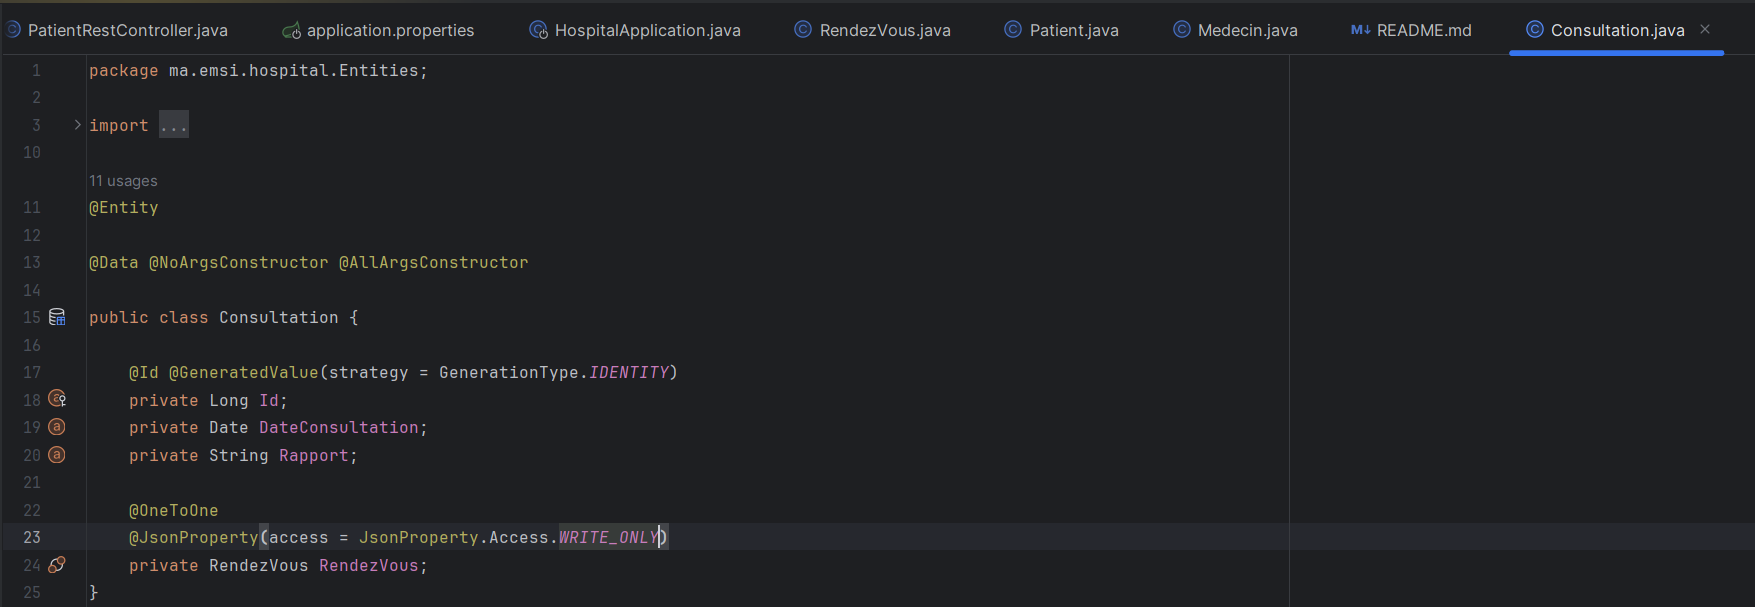 PatientRestController.java application.properties HospitalApplication.java RendezVous.java Patient.java Medecin.java M↓ README.md Consultation.java
1 package ma.emsi.hospital.Entities;
2
3 import ...
10
11 usages
11 @Entity
12
13 @Data @NoArgsConstructor @AllArgsConstructor
14
15 public class Consultation {
16
17 @Id @GeneratedValue(strategy = GenerationType.IDENTITY)
18 private Long Id;
19 private Date DateConsultation;
20 private String Rapport;
21
22 @OneToOne
23 @JsonProperty(access = JsonProperty.Access.WRITE_ONLY)
24 private RendezVous RendezVous;
25 }